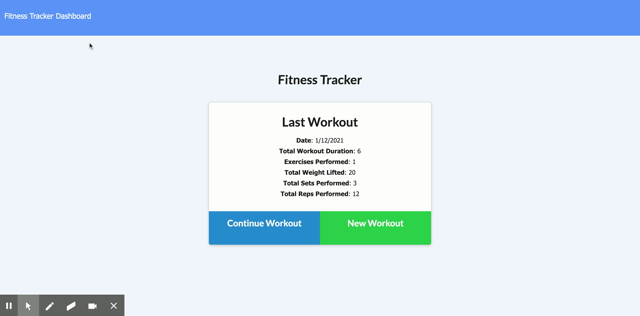 Fitness Tracker Dashboard
Fitness Tracker
Last Workout
Date: 1/12/2021
Total Workout Duration: 6
Exercises Performed: 1
Total Weight Lifted: 20
Total Sets Performed: 3
Total Reps Performed: 12
Continue Workout
New Workout